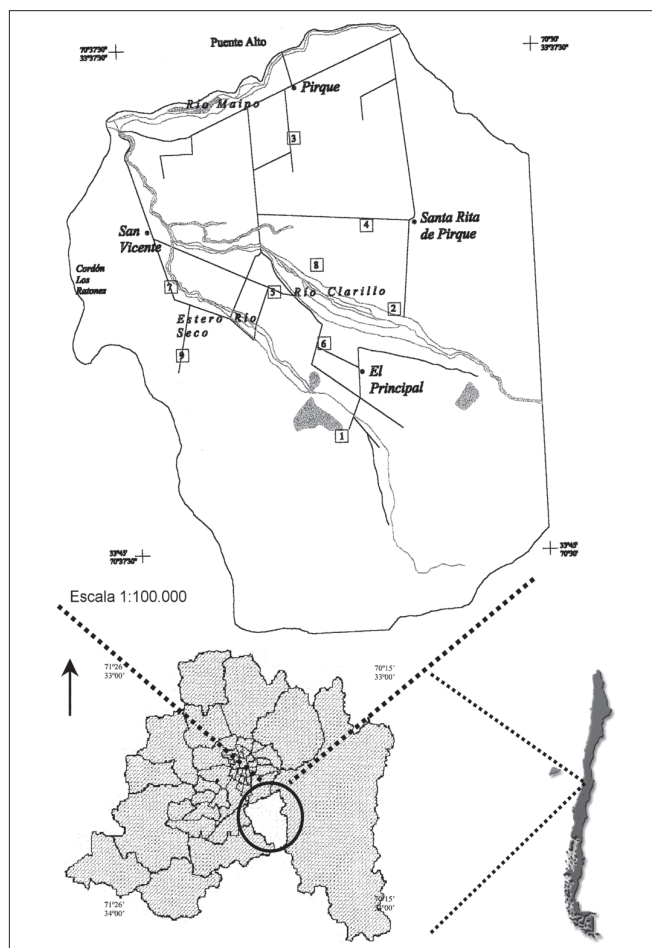 70°37'30"
33°37'30"
Puente Alto
70°30'
33°37'30"
Pirque
Río Maipo
3
4
Santa Rita
de Pirque
San
Vicente
8
Cordón
Los
Ratones
7
5
Río Clarillo
2
Estero Río
Seco
6
9
El
Principal
1
33°45'
70°37'30"
33°45'
70°30'
Escala 1:100.000
71°26'
33°00'
70°15'
33°00'
71°26'
34°00'
70°15'